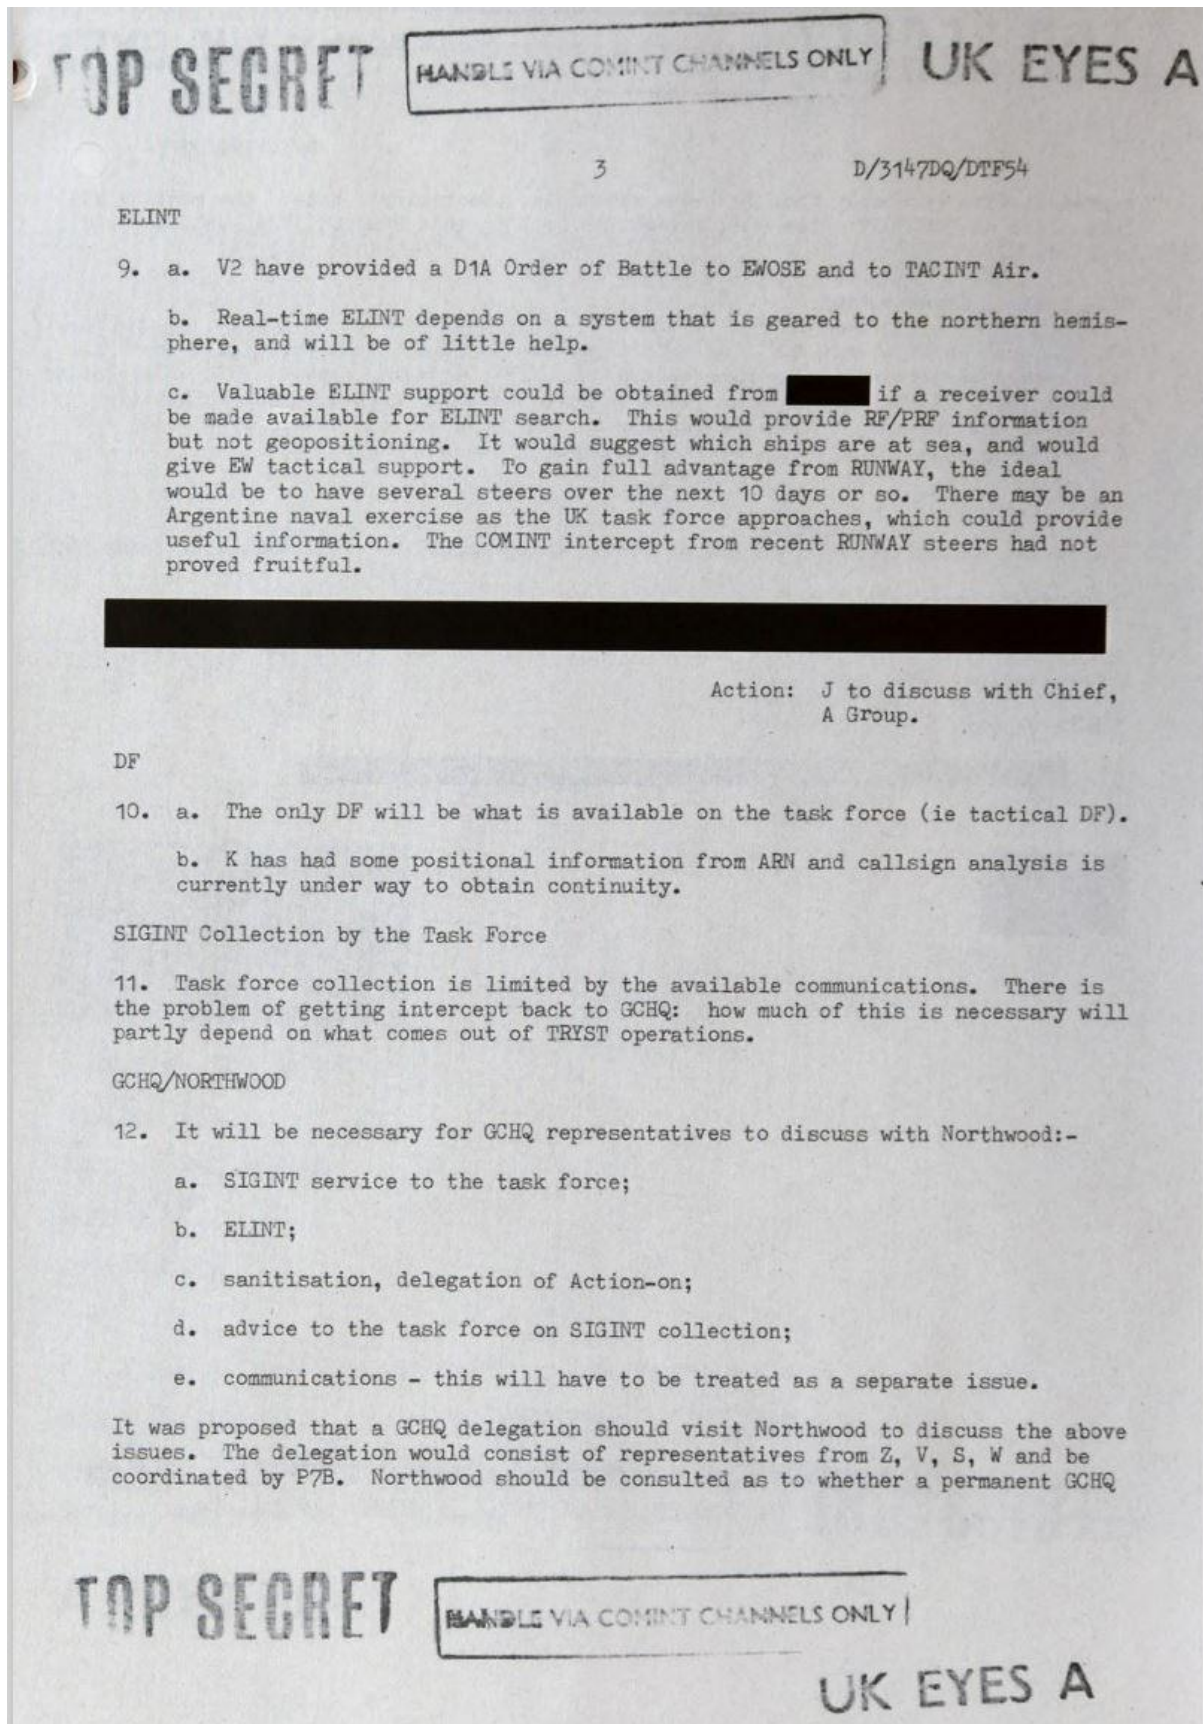 TOP SECRET HANDLE VIA COMINT CHANNELS ONLY UK EYES A
3 D/3147DQ/DTF54
ELINT
9. a. V2 have provided a D1A Order of Battle to EWOSE and to TACINT Air.
b. Real-time ELINT depends on a system that is geared to the northern hemis-
phere, and will be of little help.
c. Valuable ELINT support could be obtained from if a receiver could
be made available for ELINT search. This would provide RF/PRF information
but not geopositioning. It would suggest which ships are at sea, and would
give EW tactical support. To gain full advantage from RUNWAY, the ideal
would be to have several steers over the next 10 days or so. There may be an
Argentine naval exercise as the UK task force approaches, which could provide
useful information. The COMINT intercept from recent RUNWAY steers had not
proved fruitful.
Action: J to discuss with Chief,
A Group.
DF
10. a. The only DF will be what is available on the task force (ie tactical DF).
b. K has had some positional information from ARN and callsign analysis is
currently under way to obtain continuity.
SIGINT Collection by the Task Force
11. Task force collection is limited by the available communications. There is
the problem of getting intercept back to GCHQ: how much of this is necessary will
partly depend on what comes out of TRYST operations.
GCHQ/NORTHWOOD
12. It will be necessary for GCHQ representatives to discuss with Northwood:-
a. SIGINT service to the task force;
b. ELINT;
c. sanitisation, delegation of Action-on;
d. advice to the task force on SIGINT collection;
e. communications - this will have to be treated as a separate issue.
It was proposed that a GCHQ delegation should visit Northwood to discuss the above
issues. The delegation would consist of representatives from Z, V, S, W and be
coordinated by P7B. Northwood should be consulted as to whether a permanent GCHQ
TOP SECRET HANDLE VIA COMINT CHANNELS ONLY
UK EYES A